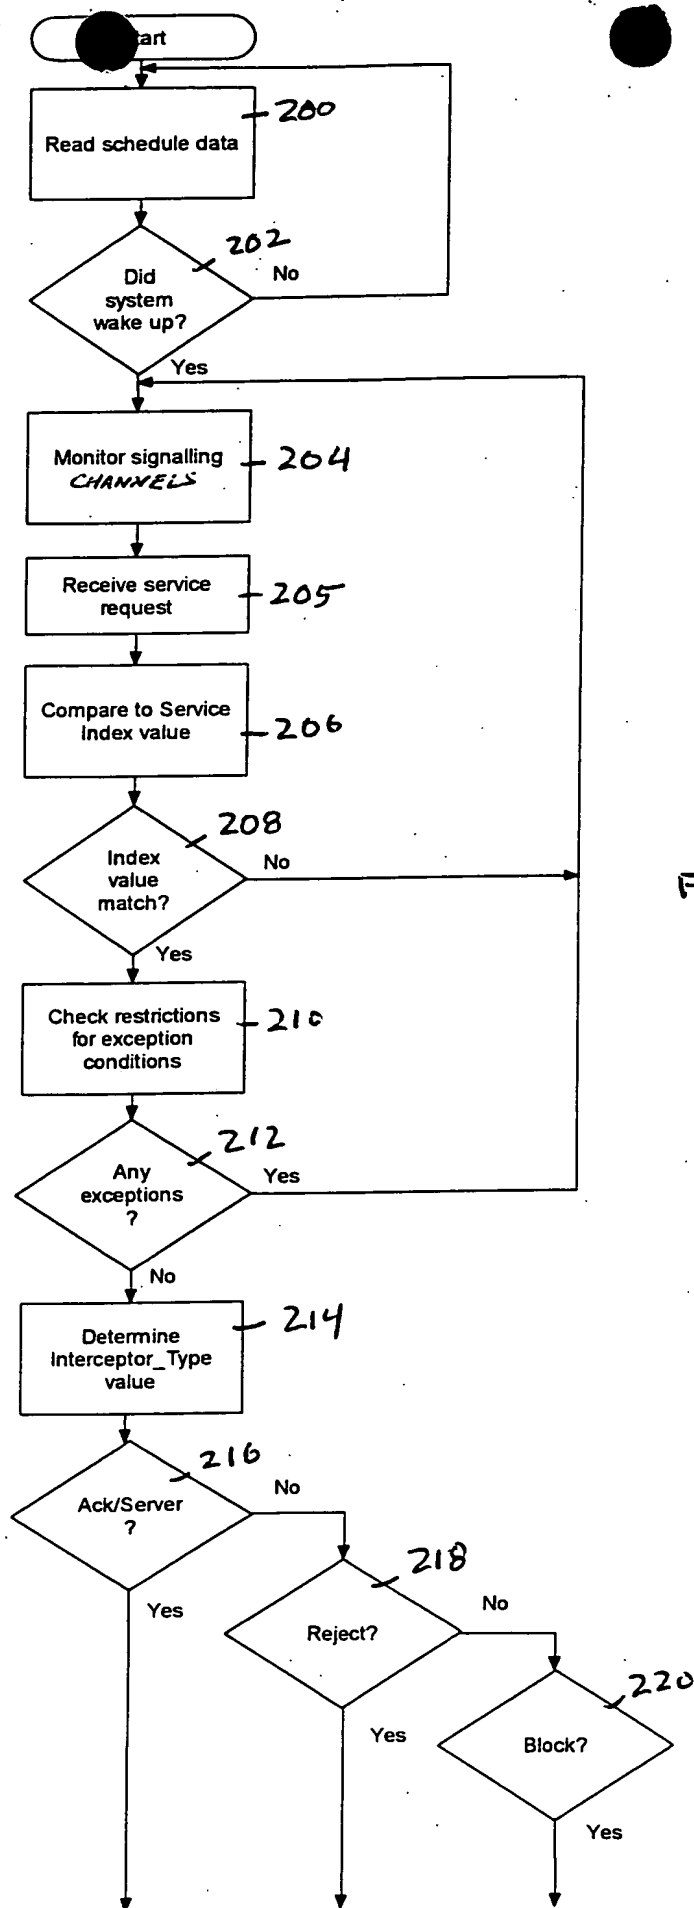 Read schedule data
200
202
Did
system
wake up?
No
Yes
Monitor signalling
CHANNELS
204
Receive service
request
205
Compare to Service
Index value
206
208
Index
value
match?
No
Yes
Check restrictions
for exception
conditions
210
212
Any
exceptions
?
Yes
No
Determine
Interceptor_Type
value
214
216
Ack/Server
?
No
Yes
218
Reject?
No
Yes
220
Block?
Yes